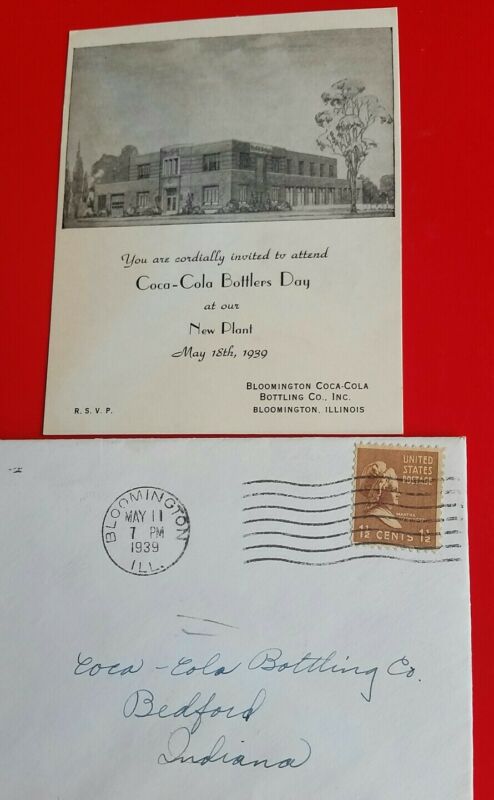 You are cordially invited to attend
Coca-Cola Bottlers Day
at our
New Plant
May 18th, 1939
BLOOMINGTON COCA-COLA
BOTTLING CO., INC.
R. S. V. P.
BLOOMINGTON, ILLINOIS
UNITED
STATES
POSTAGE
MARTHA
1½ CENTS 1½
BLOOMINGTON
MAY 11
7 PM
1939
ILL.
Coca-Cola Bottling Co.
Bedford
Indiana